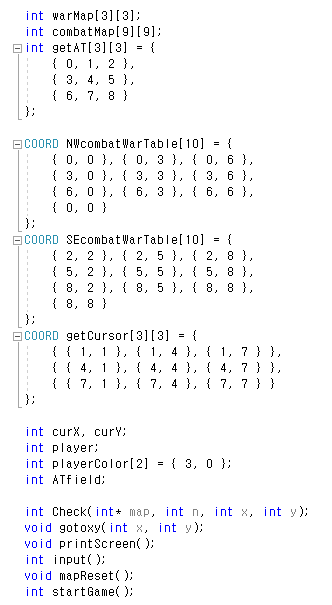 int warMap[3][3];
int combatMap[9][9];
int getAT[3][3] = {
{ 0, 1, 2 },
{ 3, 4, 5 },
{ 6, 7, 8 }
};
COORD NWcombatWarTable[10] = {
{ 0, 0 }, { 0, 3 }, { 0, 6 },
{ 3, 0 }, { 3, 3 }, { 3, 6 },
{ 6, 0 }, { 6, 3 }, { 6, 6 },
{ 0, 0 }
};
COORD SEcombatWarTable[10] = {
{ 2, 2 }, { 2, 5 }, { 2, 8 },
{ 5, 2 }, { 5, 5 }, { 5, 8 },
{ 8, 2 }, { 8, 5 }, { 8, 8 },
{ 8, 8 }
};
COORD getCursor[3][3] = {
{ { 1, 1 }, { 1, 4 }, { 1, 7 } },
{ { 4, 1 }, { 4, 4 }, { 4, 7 } },
{ { 7, 1 }, { 7, 4 }, { 7, 7 } }
};
int curX, curY;
int player;
int playerColor[2] = { 3, 0 };
int ATfield;
int Check(int* map, int n, int x, int y);
void gotoxy(int x, int y);
void printScreen();
int input();
void mapReset();
int startGame();